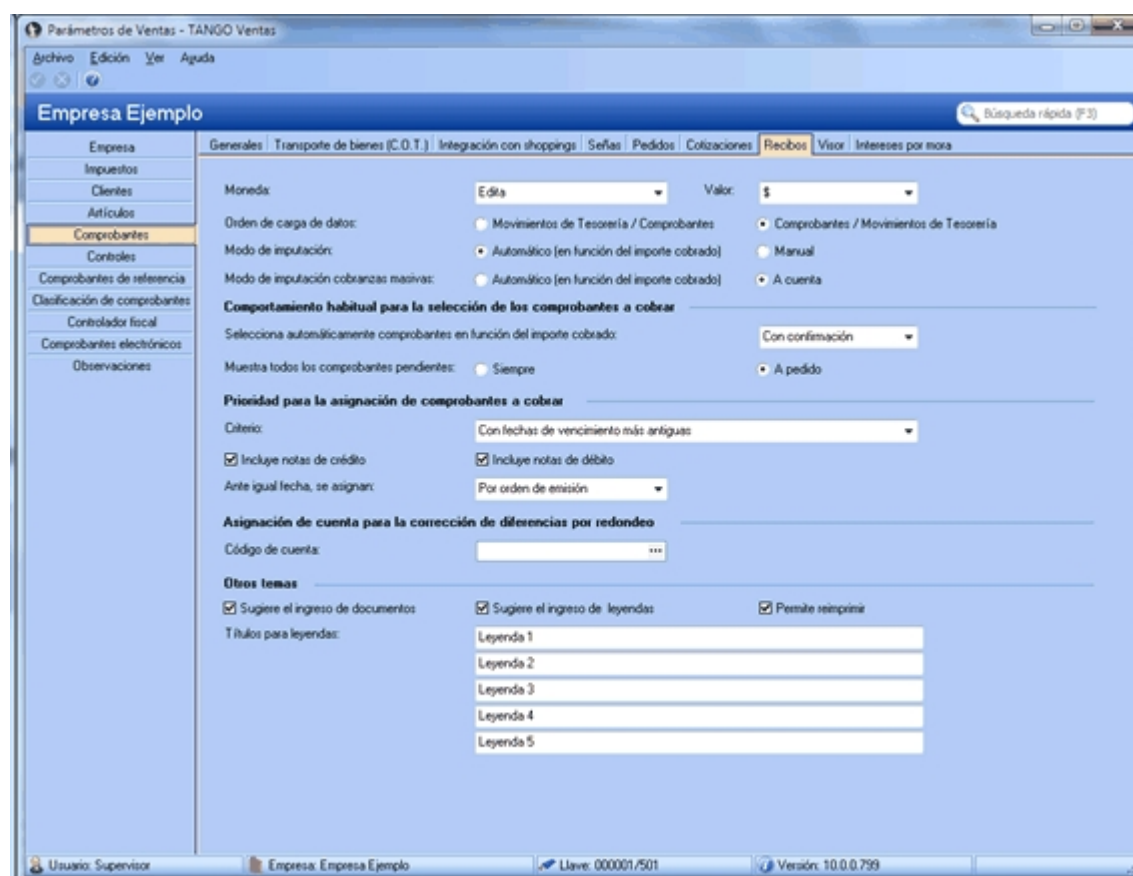 Parámetros de Ventas - TANGO Ventas
Archivo Edición Ver Ayuda
Empresa Ejemplo
Búsqueda rápida (F3)
Empresa
Impuestos
Clientes
Artículos
Comprobantes
Controles
Comprobantes de referencia
Clasificación de comprobantes
Controlador fiscal
Comprobantes electrónicos
Observaciones
Generales Transporte de bienes (C.O.T.) Integración con shoppings Señas Pedidos Cotizaciones Recibos Visor Intereses por mora
Moneda: Edita Valor: $
Orden de carga de datos: Movimientos de Tesorería / Comprobantes Comprobantes / Movimientos de Tesorería
Modo de imputación: Automático (en función del importe cobrado) Manual
Modo de imputación cobranzas masivas: Automático (en función del importe cobrado) A cuenta
Comportamiento habitual para la selección de los comprobantes a cobrar
Selecciona automáticamente comprobantes en función del importe cobrado: Con confirmación
Muestra todos los comprobantes pendientes: Siempre A pedido
Prioridad para la asignación de comprobantes a cobrar
Criterio: Con fechas de vencimiento más antiguas
Incluye notas de crédito Incluye notas de débito
Ante igual fecha, se asignan: Por orden de emisión
Asignación de cuenta para la corrección de diferencias por redondeo
Código de cuenta: ...
Otros temas
Sugiere el ingreso de documentos Sugiere el ingreso de leyendas Permite reimprimir
Títulos para leyendas: Leyenda 1
Leyenda 2
Leyenda 3
Leyenda 4
Leyenda 5
Usuario: Supervisor Empresa: Empresa Ejemplo Llave: 000001/501 Versión: 10.0.0.799